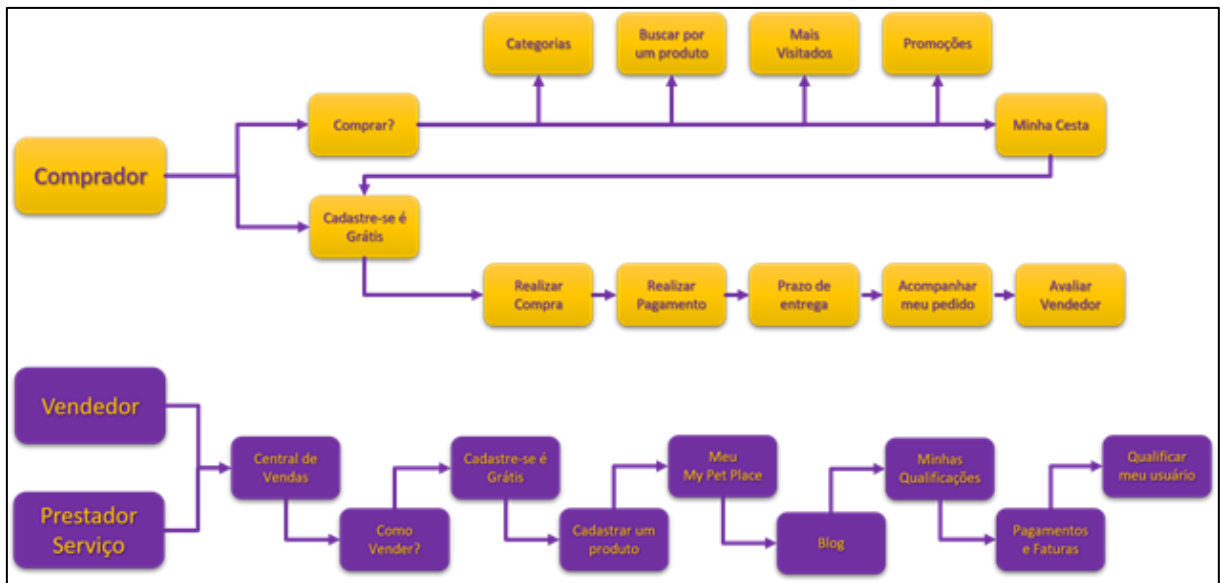 Categorias
Buscar por
um produto
Mais
Visitados
Promoções
Comprar?
Minha Cesta
Comprador
Cadastre-se é
Grátis
Realizar
Compra
Realizar
Pagamento
Prazo de
entrega
Acompanhar
meu pedido
Avaliar
Vendedor
Vendedor
Prestador
Serviço
Central de
Vendas
Como
Vender?
Cadastre-se é
Grátis
Cadastrar um
produto
Meu
My Pet Place
Blog
Minhas
Qualificações
Pagamentos
e Faturas
Qualificar
meu usuário